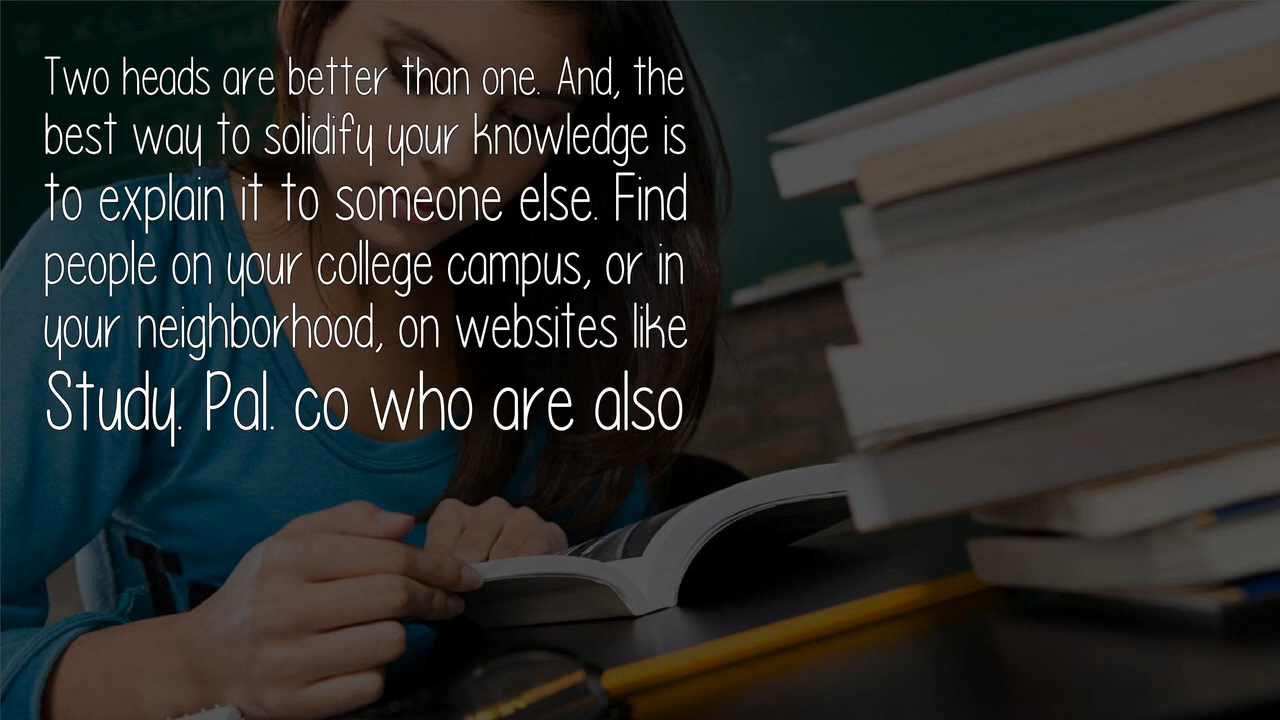 Two heads are better than one. And, the
best way to solidify your knowledge is
to explain it to someone else. Find
people on your college campus, or in
your neighborhood, on websites like
Study. Pal. co who are also